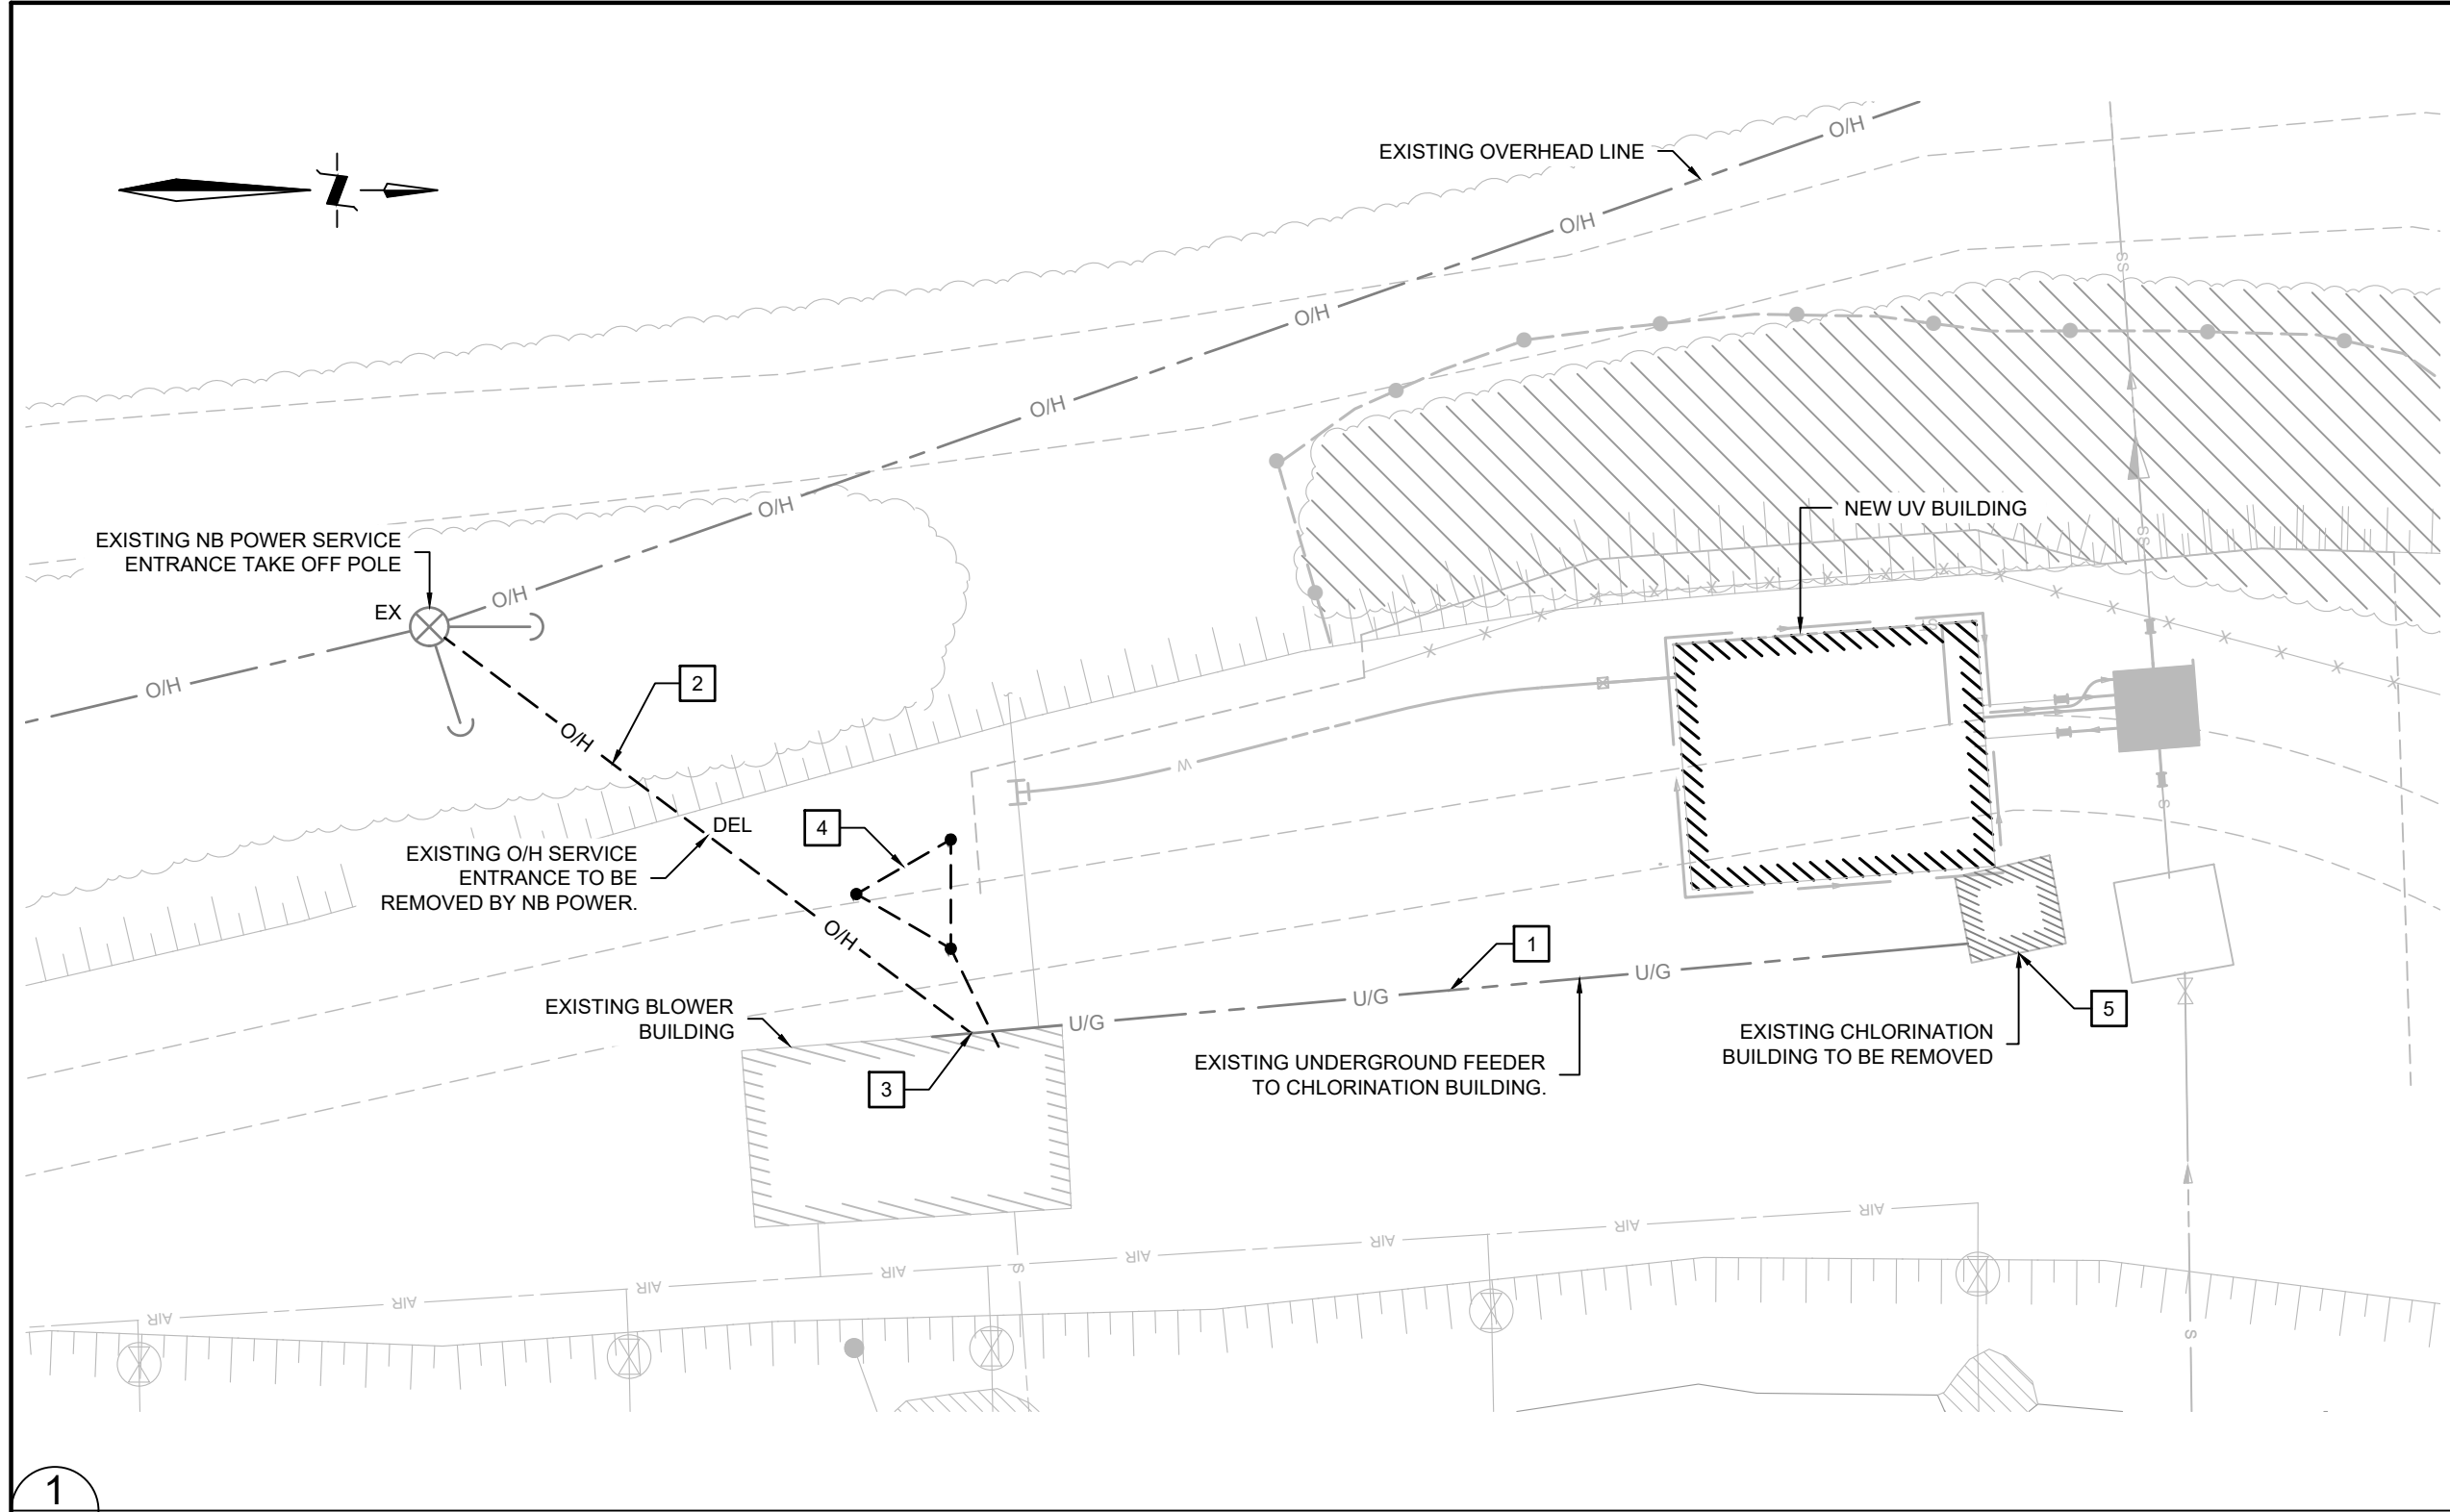 EXISTING OVERHEAD LINE
O/H
O/H
O/H
O/H
O/H
O/H
O/H
SS
SS
NEW UV BUILDING
EXISTING NB POWER SERVICE
ENTRANCE TAKE OFF POLE
EX
2
O/H
W
S
DEL
4
EXISTING O/H SERVICE
ENTRANCE TO BE
REMOVED BY NB POWER.
O/H
1
U/G
U/G
U/G
EXISTING BLOWER
BUILDING
3
EXISTING UNDERGROUND FEEDER
TO CHLORINATION BUILDING.
EXISTING CHLORINATION
BUILDING TO BE REMOVED
5
AIR
AIR
AIR
AIR
AIR
AIR
AIR
AIR
S
S
1